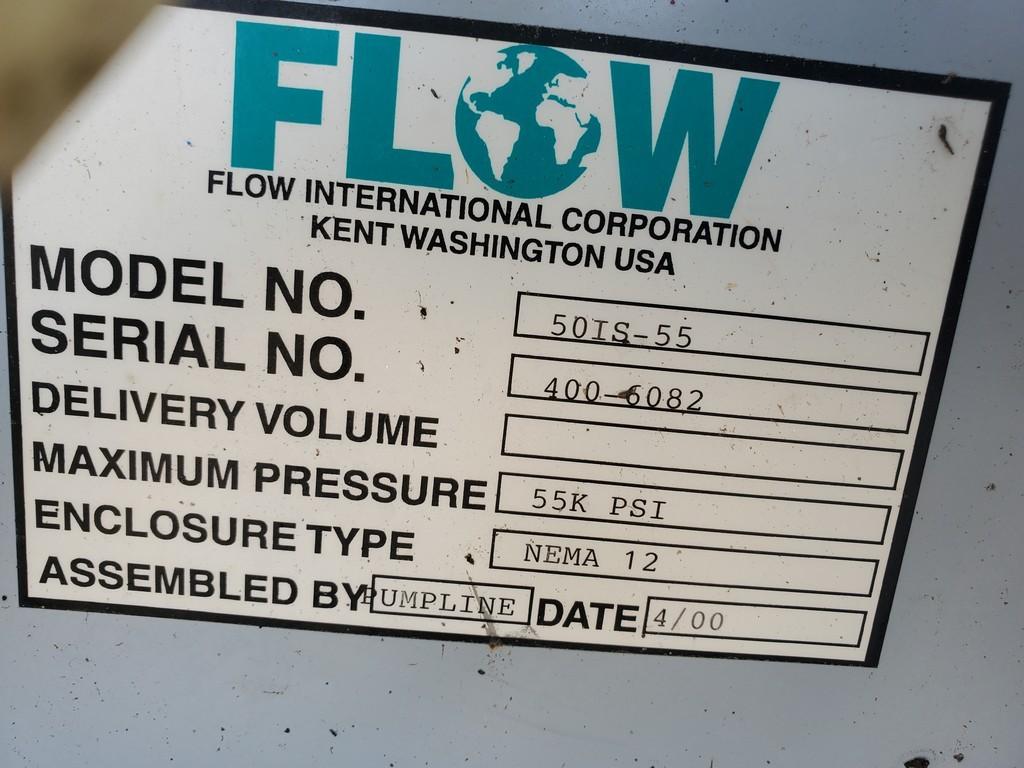 FLOW
FLOW INTERNATIONAL CORPORATION
KENT WASHINGTON USA
MODEL NO. 50IS-55
SERIAL NO. 400-6082
DELIVERY VOLUME
MAXIMUM PRESSURE 55K PSI
ENCLOSURE TYPE NEMA 12
ASSEMBLED BY PUMPLINE DATE 4/00